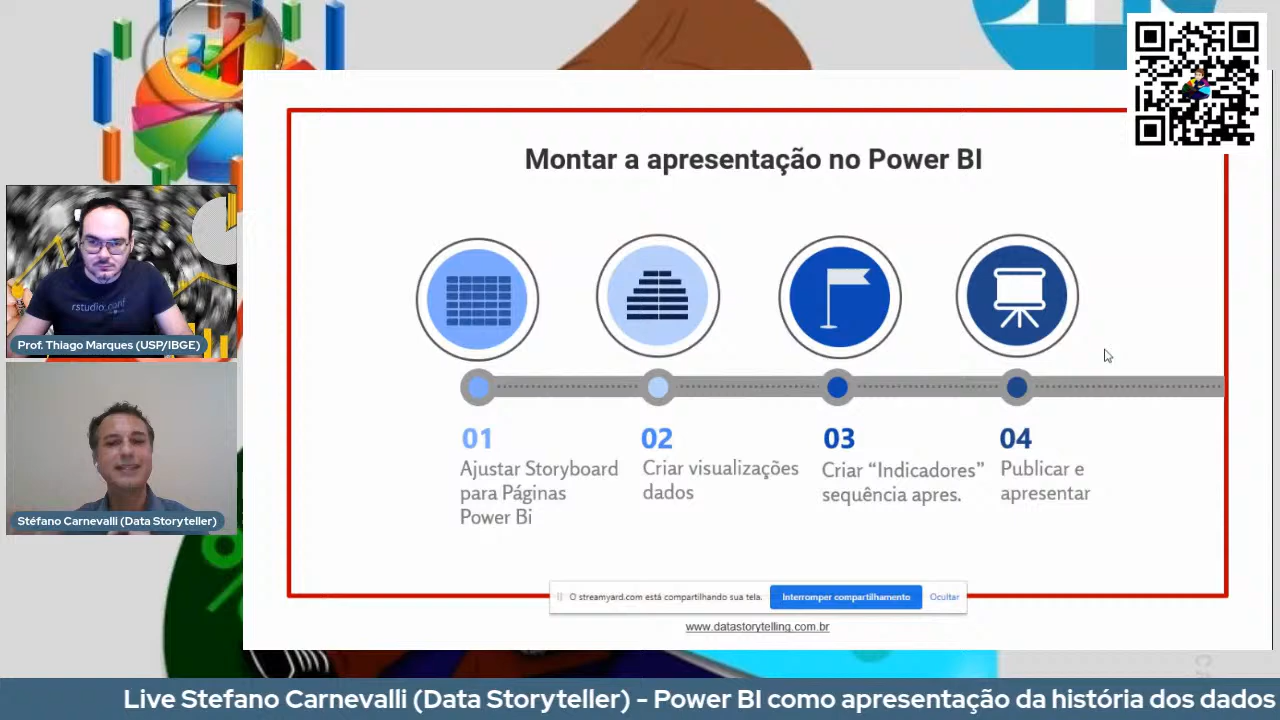 Montar a apresentação no Power BI
rstudio::conf
Prof. Thiago Marques (USP/IBGE)
Stéfano Carnevalli (Data Storyteller)
01
Ajustar Storyboard
para Páginas
Power Bi
02
Criar visualizações
dados
03
Criar “Indicadores”
sequência apres.
04
Publicar e
apresentar
O streamyard.com está compartilhando sua tela.
Interromper compartilhamento
Ocultar
www.datastorytelling.com.br
Live Stefano Carnevalli (Data Storyteller) - Power BI como apresentação da história dos dados
%